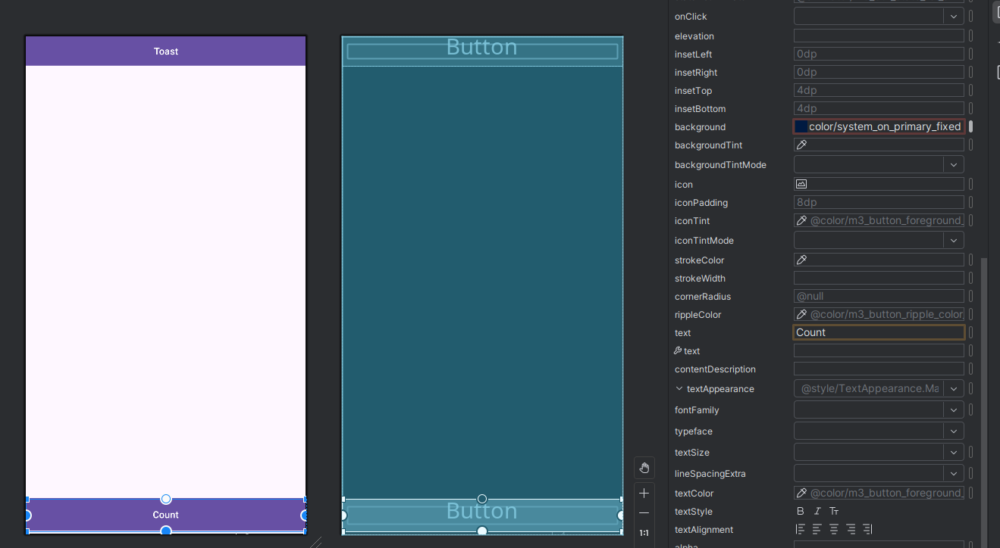 Toast
Count
Button
Button
1:1
onClick
elevation
insetLeft 0dp
insetRight 0dp
insetTop 4dp
insetBottom 4dp
background color/system_on_primary_fixed
backgroundTint
backgroundTintMode
icon
iconPadding 8dp
iconTint @color/m3_button_foreground_
iconTintMode
strokeColor
strokeWidth
cornerRadius @null
rippleColor @color/m3_button_ripple_color
text Count
text
contentDescription
textAppearance @style/TextAppearance.Ma
fontFamily
typeface
textSize
lineSpacingExtra
textColor @color/m3_button_foreground_
textStyle B I Tт
textAlignment
alpha